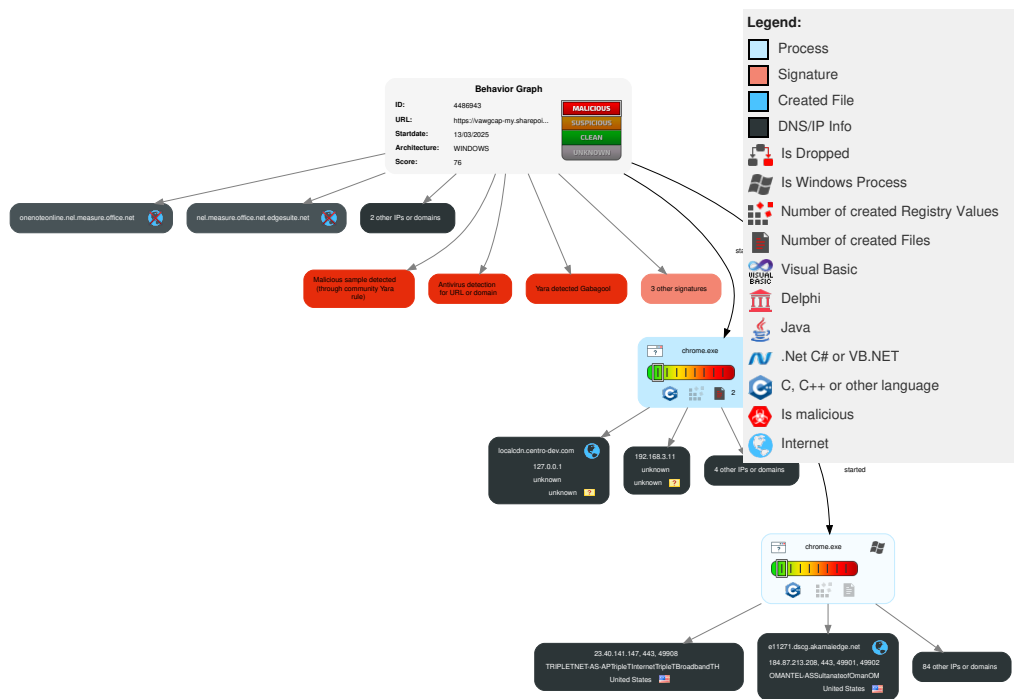 Behavior Graph
ID:
4486943
URL:
https://vawgcap-my.sharepoi...
Startdate:
13/03/2025
Architecture:
WINDOWS
Score:
76
MALICIOUS
SUSPICIOUS
CLEAN
UNKNOWN
Legend:
Process
Signature
Created File
DNS/IP Info
Is Dropped
Is Windows Process
Number of created Registry Values
Number of created Files
VISUAL
BASIC
Visual Basic
Delphi
Java
.Net C# or VB.NET
C, C++ or other language
Is malicious
Internet
onenoteonline.nel.measure.office.net
nel.measure.office.net.edgesuite.net
2 other IPs or domains
Malicious sample detected
(through community Yara
rule)
Antivirus detection
for URL or domain
Yara detected Gabagool
3 other signatures
chrome.exe
2
localcdn.centro-dev.com
127.0.0.1
unknown
unknown
192.168.3.11
unknown
unknown
4 other IPs or domains
started
chrome.exe
23.40.141.147, 443, 49908
TRIPLETNET-AS-APTripleTInternetTripleTBroadbandTH
United States
e11271.dscg.akamaiedge.net
184.87.213.208, 443, 49901, 49902
OMANTEL-ASSultanateofOmanOM
United States
84 other IPs or domains